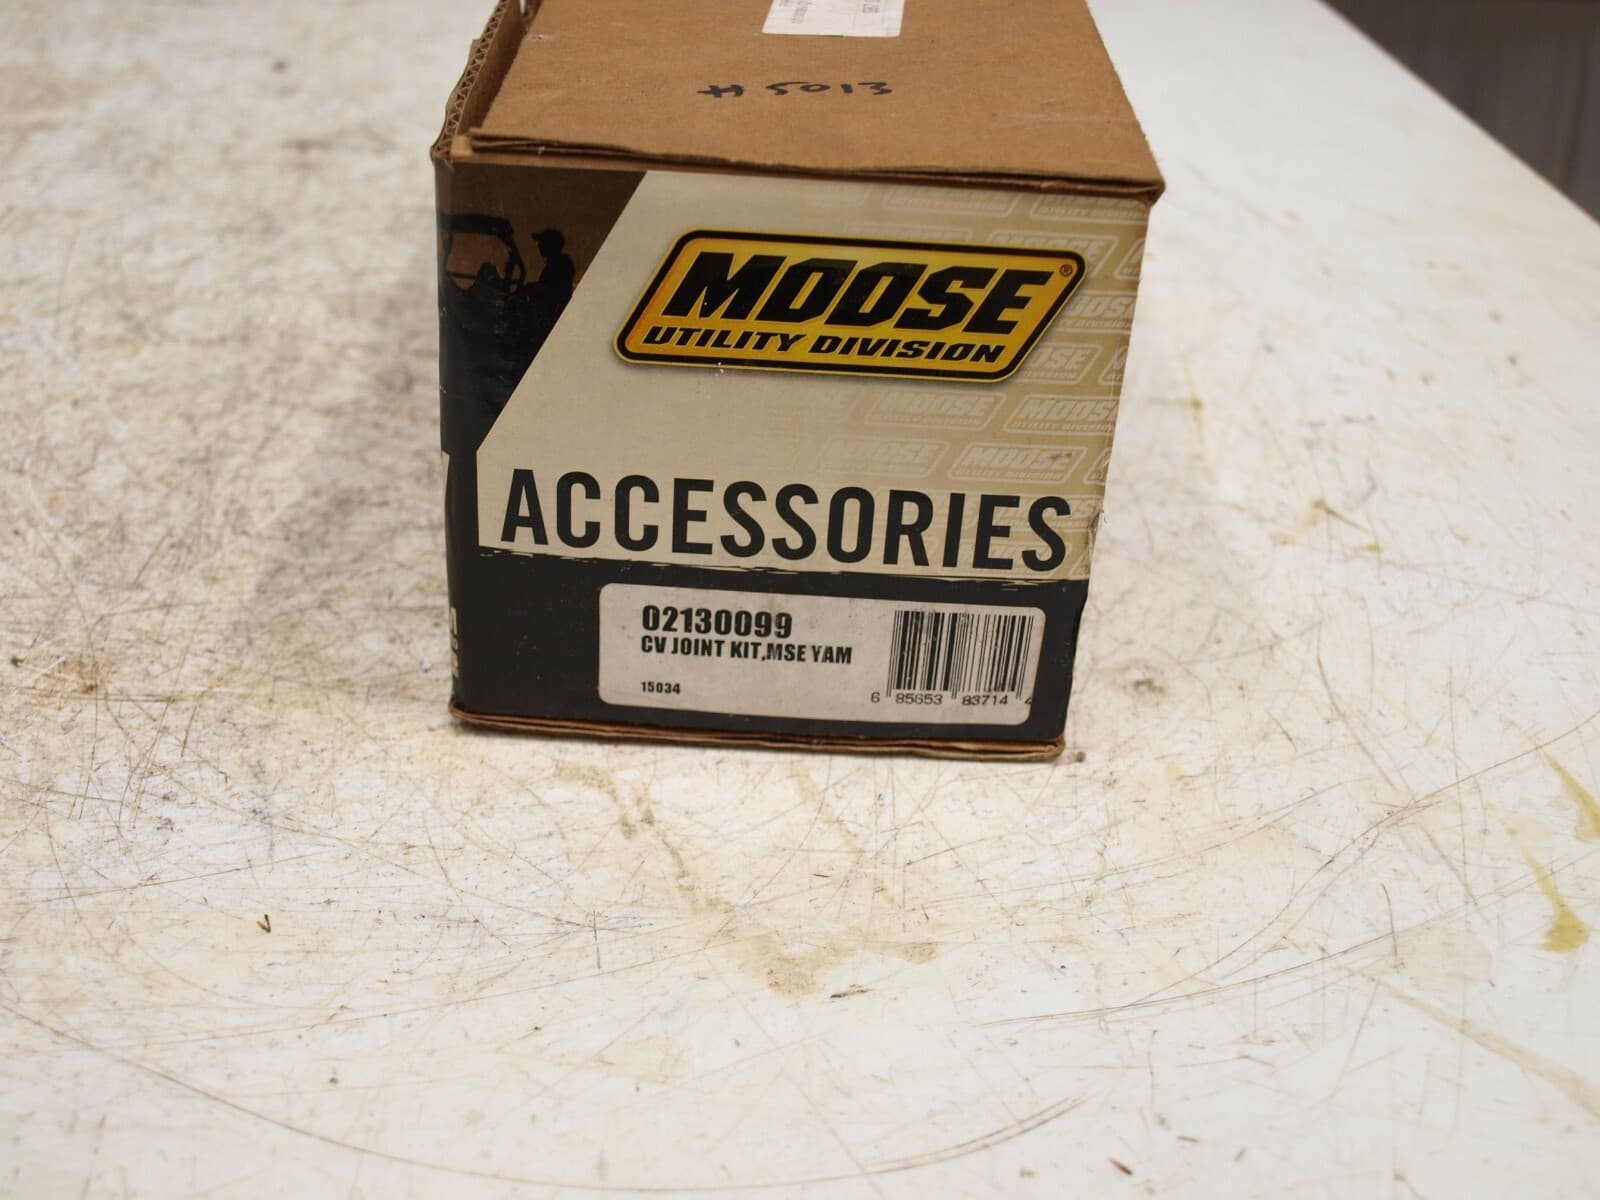 # 5013
MOOSE®
UTILITY DIVISION
ACCESSORIES
02130099
CV JOINT KIT,MSE YAM
15034
6 85653 83714 4